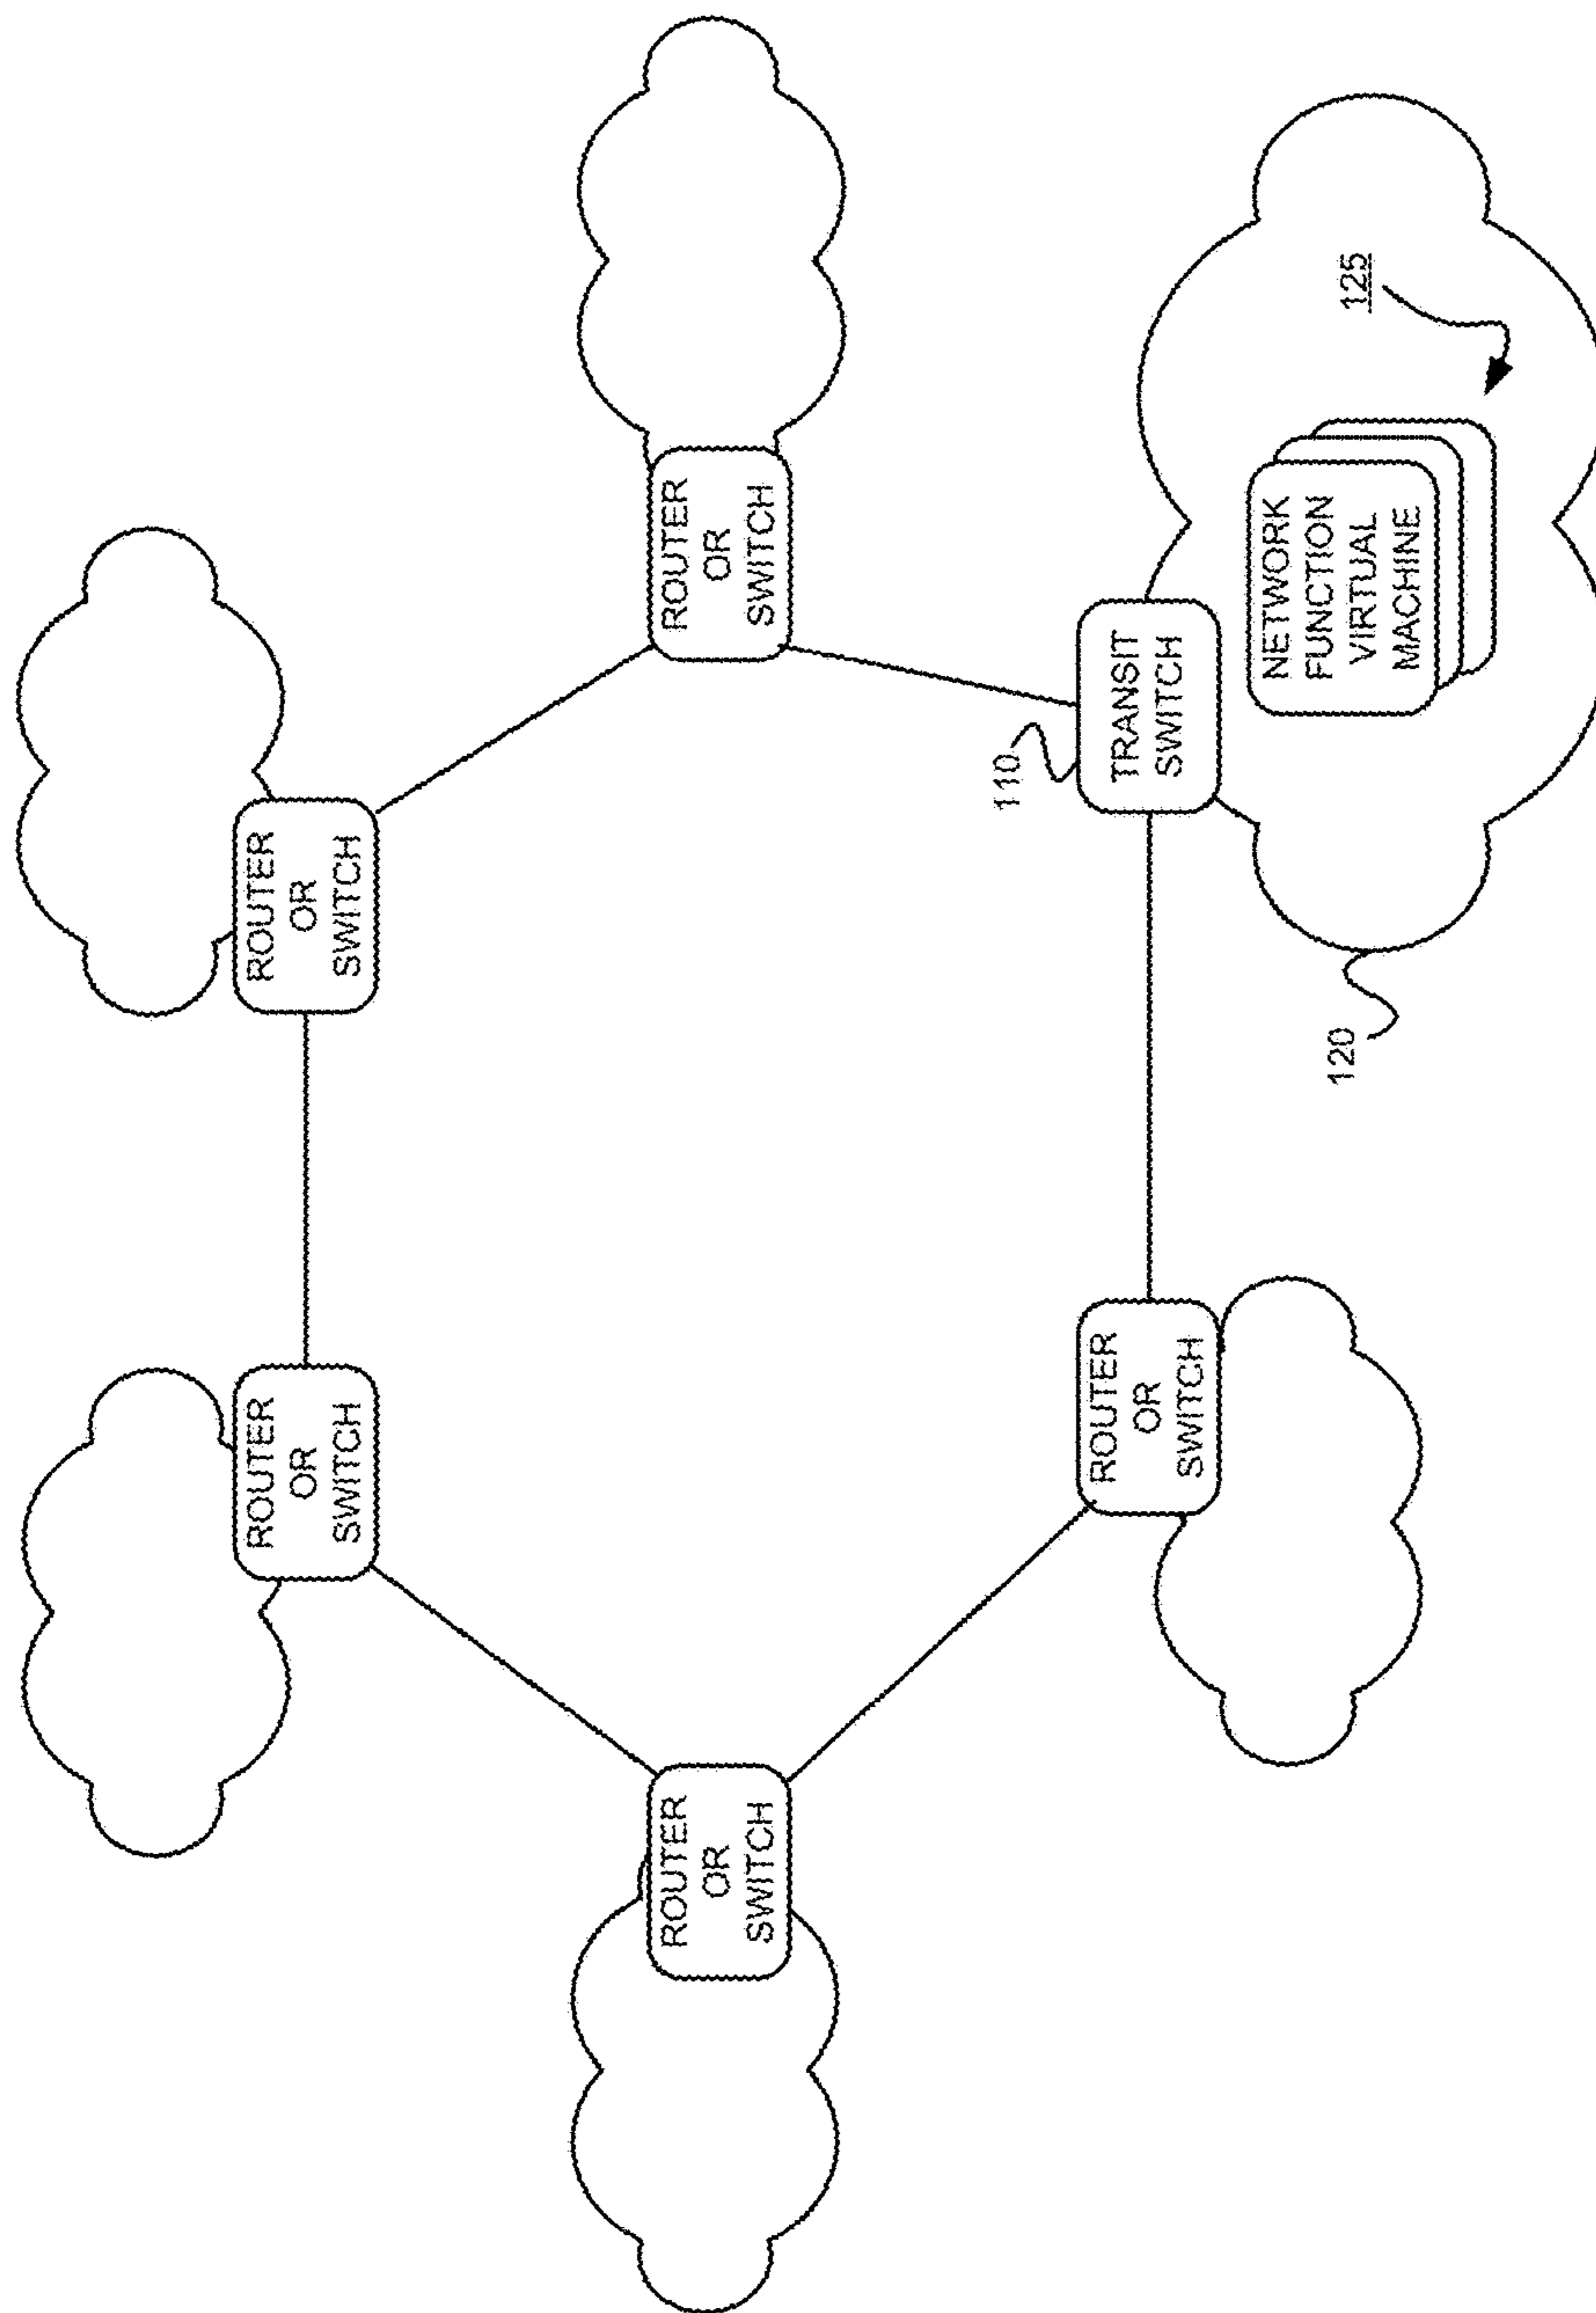 ROUTER
OR
SWITCH
ROUTER
OR
SWITCH
ROUTER
OR
SWITCH
ROUTER
OR
SWITCH
ROUTER
OR
SWITCH
110
TRANSIT
SWITCH
120
NETWORK
FUNCTION
VIRTUAL
MACHINE
125